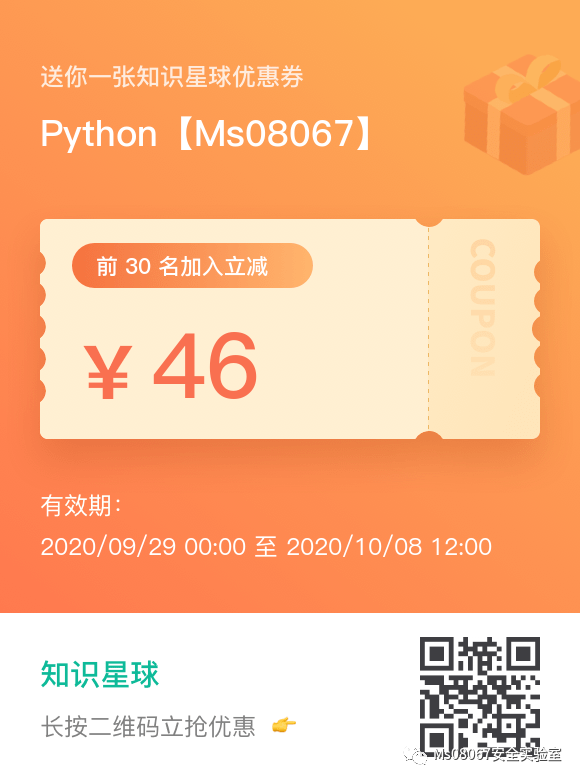 送你一张知识星球优惠券
Python【Ms08067】
前 30 名加入立减
COUPON
¥ 46
有效期：
2020/09/29 00:00 至 2020/10/08 12:00
知识星球
长按二维码立抢优惠 👉
Ms08067安全实验室